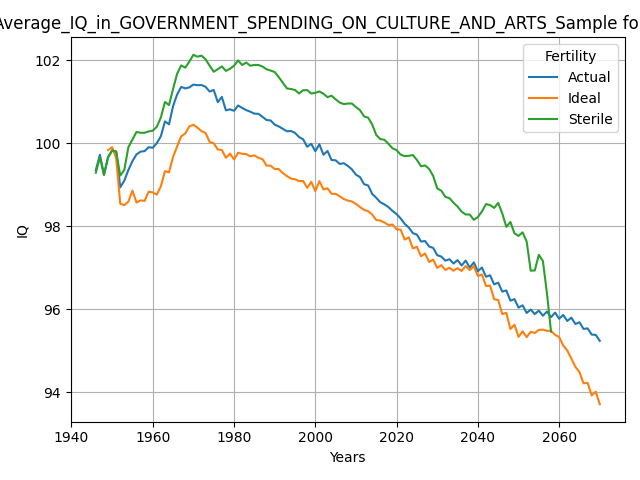 Average_IQ_in_GOVERNMENT_SPENDING_ON_CULTURE_AND_ARTS_Sample fo
Fertility
Actual
Ideal
Sterile
102
100
98
96
94
IQ
1940
1960
1980
2000
2020
2040
2060
Years